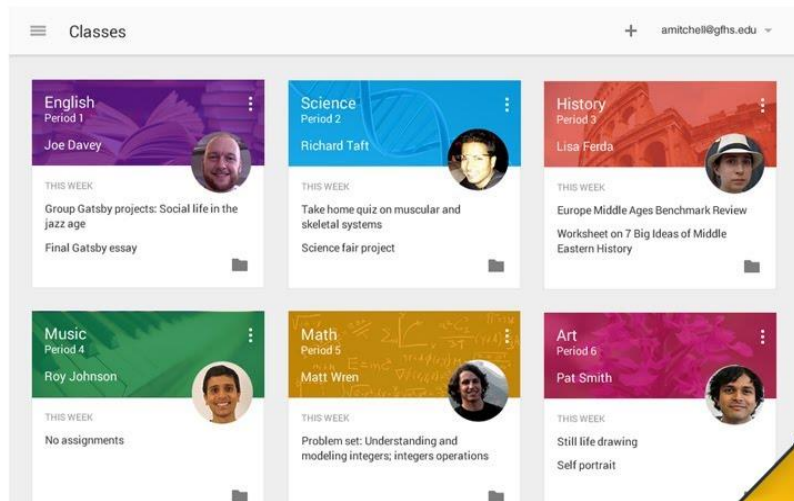 Classes
+ amitchell@gfhs.edu
English
Period 1
Joe Davey
THIS WEEK
Group Gatsby projects: Social life in the
jazz age
Final Gatsby essay
Science
Period 2
Richard Taft
THIS WEEK
Take home quiz on muscular and
skeletal systems
Science fair project
History
Period 3
Lisa Ferda
THIS WEEK
Europe Middle Ages Benchmark Review
Worksheet on 7 Big Ideas of Middle
Eastern History
Music
Period 4
Roy Johnson
THIS WEEK
No assignments
Math
Period 5
Matt Wren
THIS WEEK
Problem set: Understanding and
modeling integers; integers operations
Art
Period 6
Pat Smith
THIS WEEK
Still life drawing
Self portrait